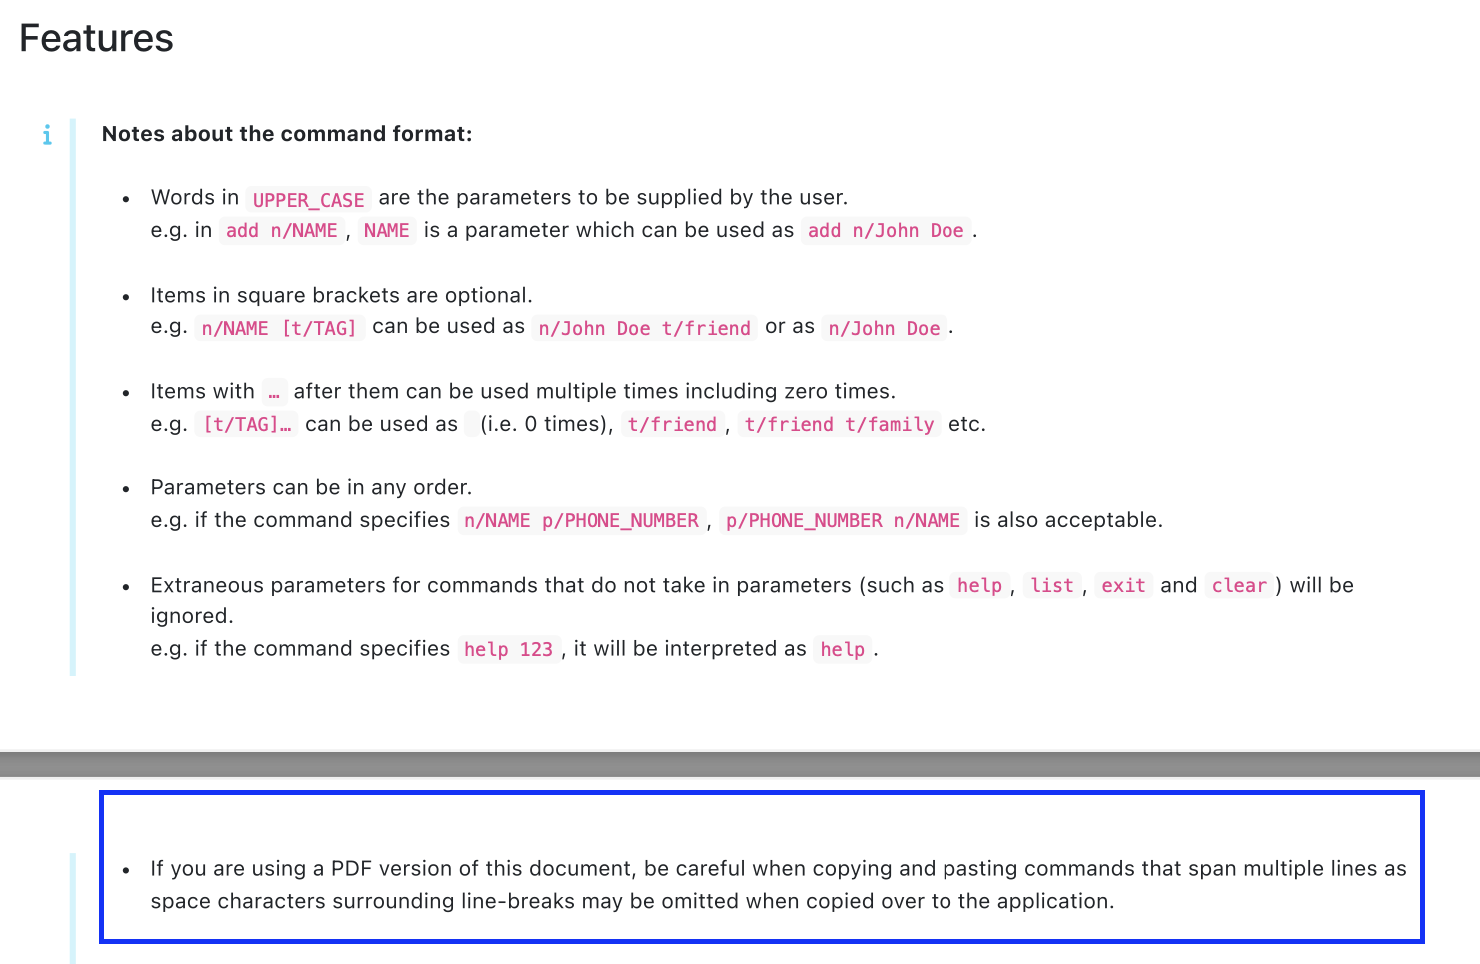 Features
i
Notes about the command format:
• Words in UPPER_CASE are the parameters to be supplied by the user.
e.g. in add n/NAME , NAME is a parameter which can be used as add n/John Doe .
• Items in square brackets are optional.
e.g. n/NAME [t/TAG] can be used as n/John Doe t/friend or as n/John Doe .
• Items with … after them can be used multiple times including zero times.
e.g. [t/TAG]… can be used as (i.e. 0 times), t/friend , t/friend t/family etc.
• Parameters can be in any order.
e.g. if the command specifies n/NAME p/PHONE_NUMBER , p/PHONE_NUMBER n/NAME is also acceptable.
• Extraneous parameters for commands that do not take in parameters (such as help , list , exit and clear ) will be
ignored.
e.g. if the command specifies help 123 , it will be interpreted as help .
• If you are using a PDF version of this document, be careful when copying and pasting commands that span multiple lines as
space characters surrounding line-breaks may be omitted when copied over to the application.